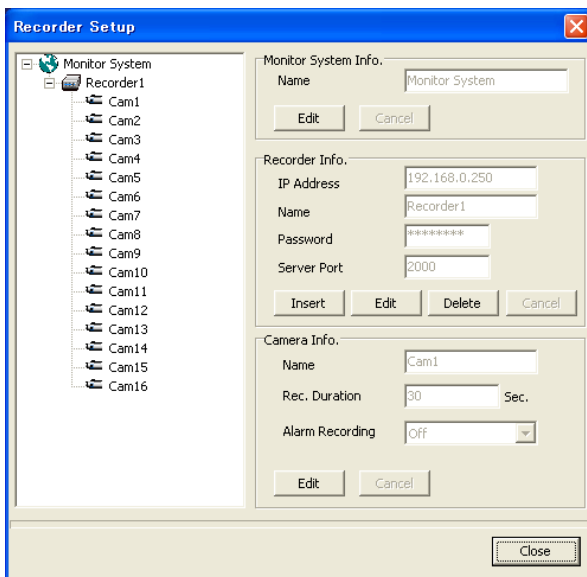 Recorder Setup
Monitor System
Recorder1
Cam1
Cam2
Cam3
Cam4
Cam5
Cam6
Cam7
Cam8
Cam9
Cam10
Cam11
Cam12
Cam13
Cam14
Cam15
Cam16
Monitor System Info.
Name Monitor System
Edit Cancel
Recorder Info.
IP Address 192.168.0.250
Name Recorder1
Password ********
Server Port 2000
Insert Edit Delete Cancel
Camera Info.
Name Cam1
Rec. Duration 30 Sec.
Alarm Recording Off
Edit Cancel
Close